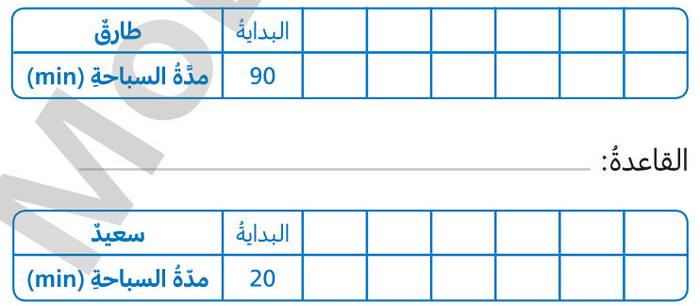 طارقٌ البدايةُ
مدَّةُ السباحةِ (min) 90
القاعدةُ:
سعيدٌ البدايةُ
مدّةُ السباحةِ (min) 20